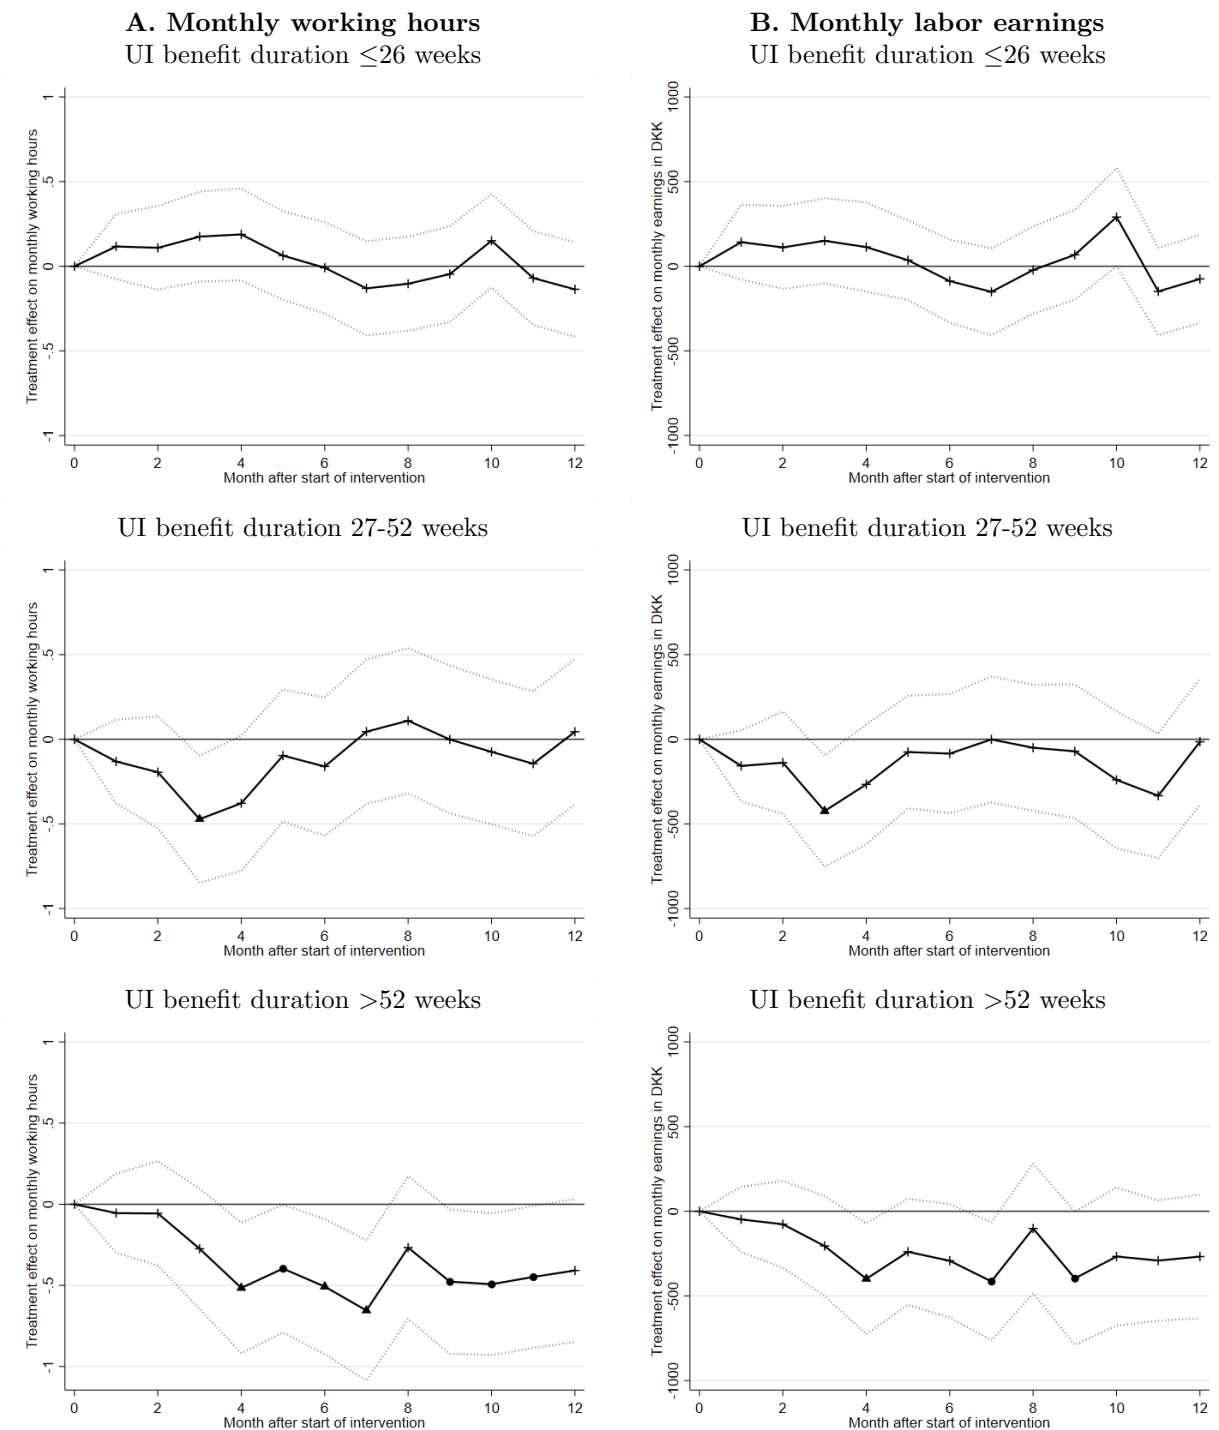 A. Monthly working hours
UI benefit duration ≤26 weeks
Treatment effect on monthly working hours
1
.5
0
-.5
-1
0 2 4 6 8 10 12
Month after start of intervention
B. Monthly labor earnings
UI benefit duration ≤26 weeks
Treatment effect on monthly earnings in DKK
1000
500
0
-500
-1000
0 2 4 6 8 10 12
Month after start of intervention
UI benefit duration 27-52 weeks
Treatment effect on monthly working hours
1
.5
0
-.5
-1
0 2 4 6 8 10 12
Month after start of intervention
UI benefit duration 27-52 weeks
Treatment effect on monthly earnings in DKK
1000
500
0
-500
-1000
0 2 4 6 8 10 12
Month after start of intervention
UI benefit duration >52 weeks
Treatment effect on monthly working hours
1
.5
0
-.5
-1
0 2 4 6 8 10 12
Month after start of intervention
UI benefit duration >52 weeks
Treatment effect on monthly earnings in DKK
1000
500
0
-500
-1000
0 2 4 6 8 10 12
Month after start of intervention